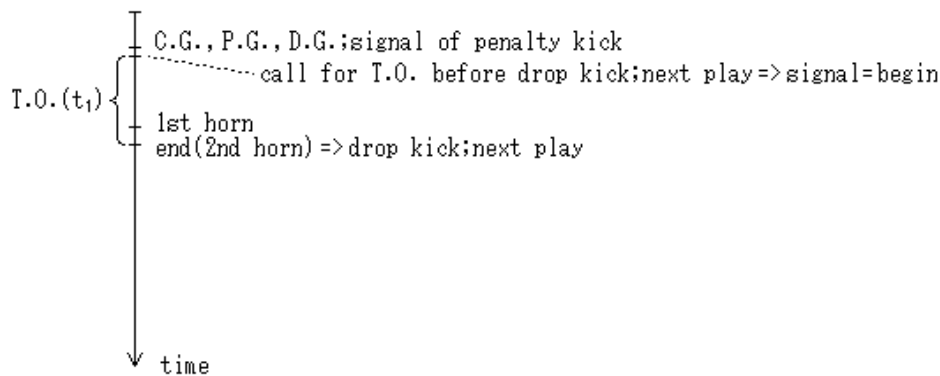 C.G., P.G., D.G.;signal of penalty kick
call for T.O. before drop kick;next play=>signal=begin
T.O.(t₁)
1st horn
end(2nd horn)=>drop kick;next play
time